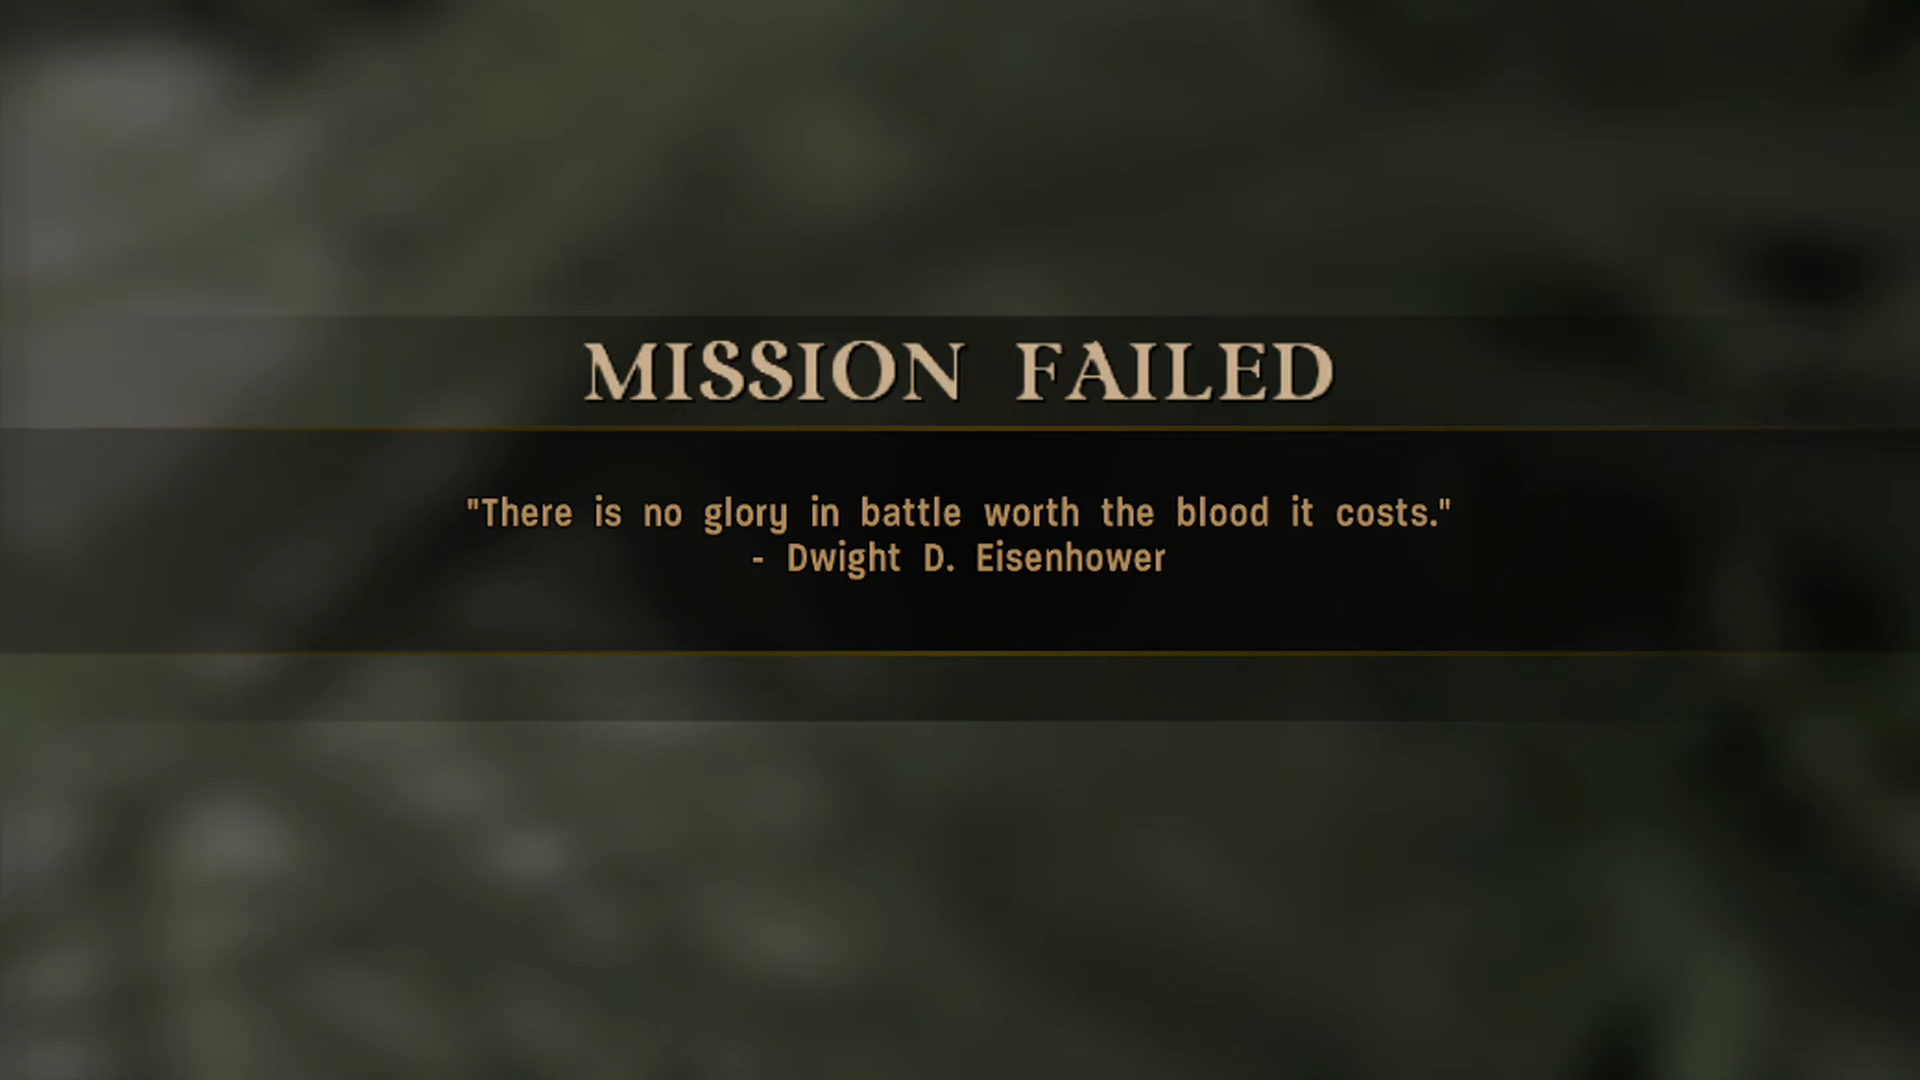 MISSION FAILED
"There is no glory in battle worth the blood it costs."
- Dwight D. Eisenhower